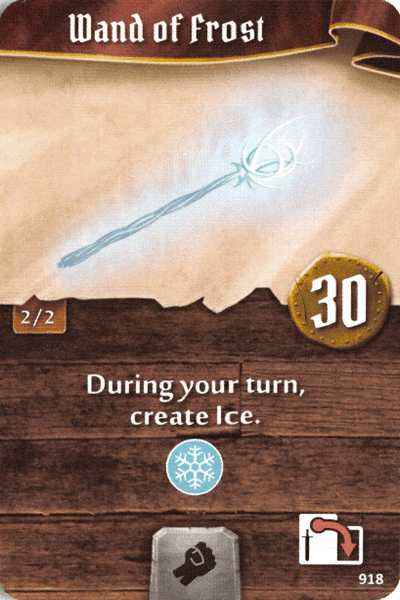 Wand of Frost
2/2
30
During your turn,
create Ice.
918